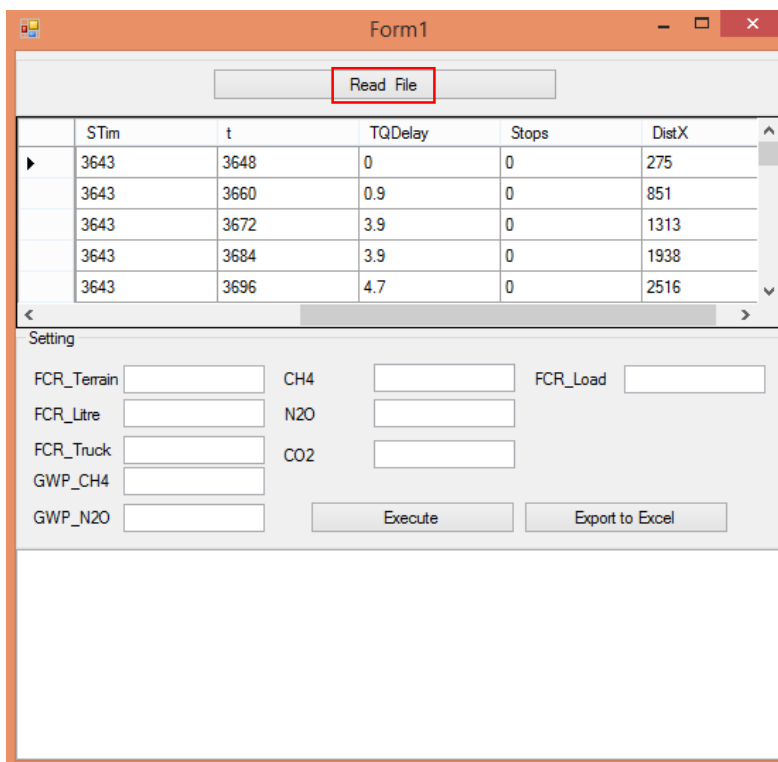 Form1
Read File
STim t TQDelay Stops DistX
3643 3648 0 0 275
3643 3660 0.9 0 851
3643 3672 3.9 0 1313
3643 3684 3.9 0 1938
3643 3696 4.7 0 2516
Setting
FCR_Terrain CH4 FCR_Load
FCR_Litre N2O
FCR_Truck CO2
GWP_CH4
GWP_N2O Execute Export to Excel